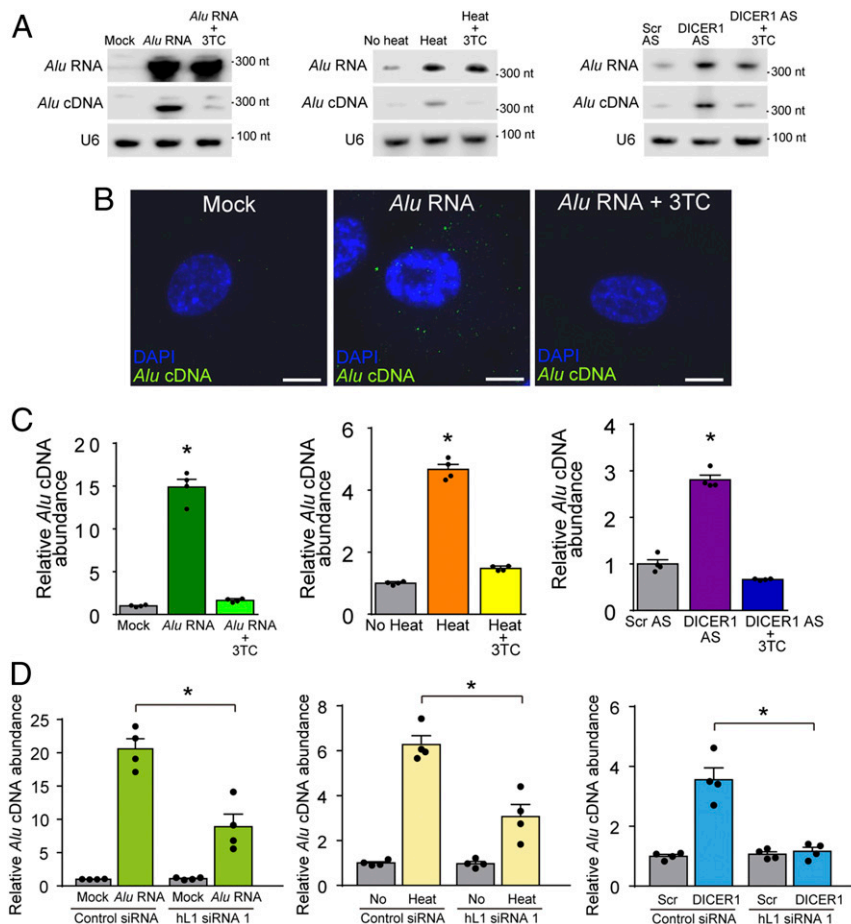 A
Mock
Alu RNA
Alu RNA
+
3TC
Alu RNA
300 nt
Alu cDNA
300 nt
U6
100 nt
No heat
Heat
Heat
+
3TC
Alu RNA
300 nt
Alu cDNA
300 nt
U6
100 nt
Scr
AS
DICER1
AS
DICER1 AS
+
3TC
Alu RNA
300 nt
Alu cDNA
300 nt
U6
100 nt
B
Mock
DAPI
Alu cDNA
Alu RNA
DAPI
Alu cDNA
Alu RNA + 3TC
DAPI
Alu cDNA
C
Relative Alu cDNA
abundance
20
15
10
5
0
Mock
Alu RNA
Alu RNA
+
3TC
*
Relative Alu cDNA
abundance
6
4
2
0
No Heat
Heat
Heat
+
3TC
*
Relative Alu cDNA
abundance
4
3
2
1
0
Scr AS
DICER1
AS
DICER1 AS
+
3TC
*
D
Relative Alu cDNA abundance
25
20
15
10
5
0
*
Mock Alu RNA
Mock Alu RNA
Control siRNA
hL1 siRNA 1
Relative Alu cDNA abundance
8
6
4
2
0
*
No Heat
No Heat
Control siRNA
hL1 siRNA 1
Relative Alu cDNA abundance
6
4
2
0
*
Scr DICER1
Scr DICER1
Control siRNA
hL1 siRNA 1